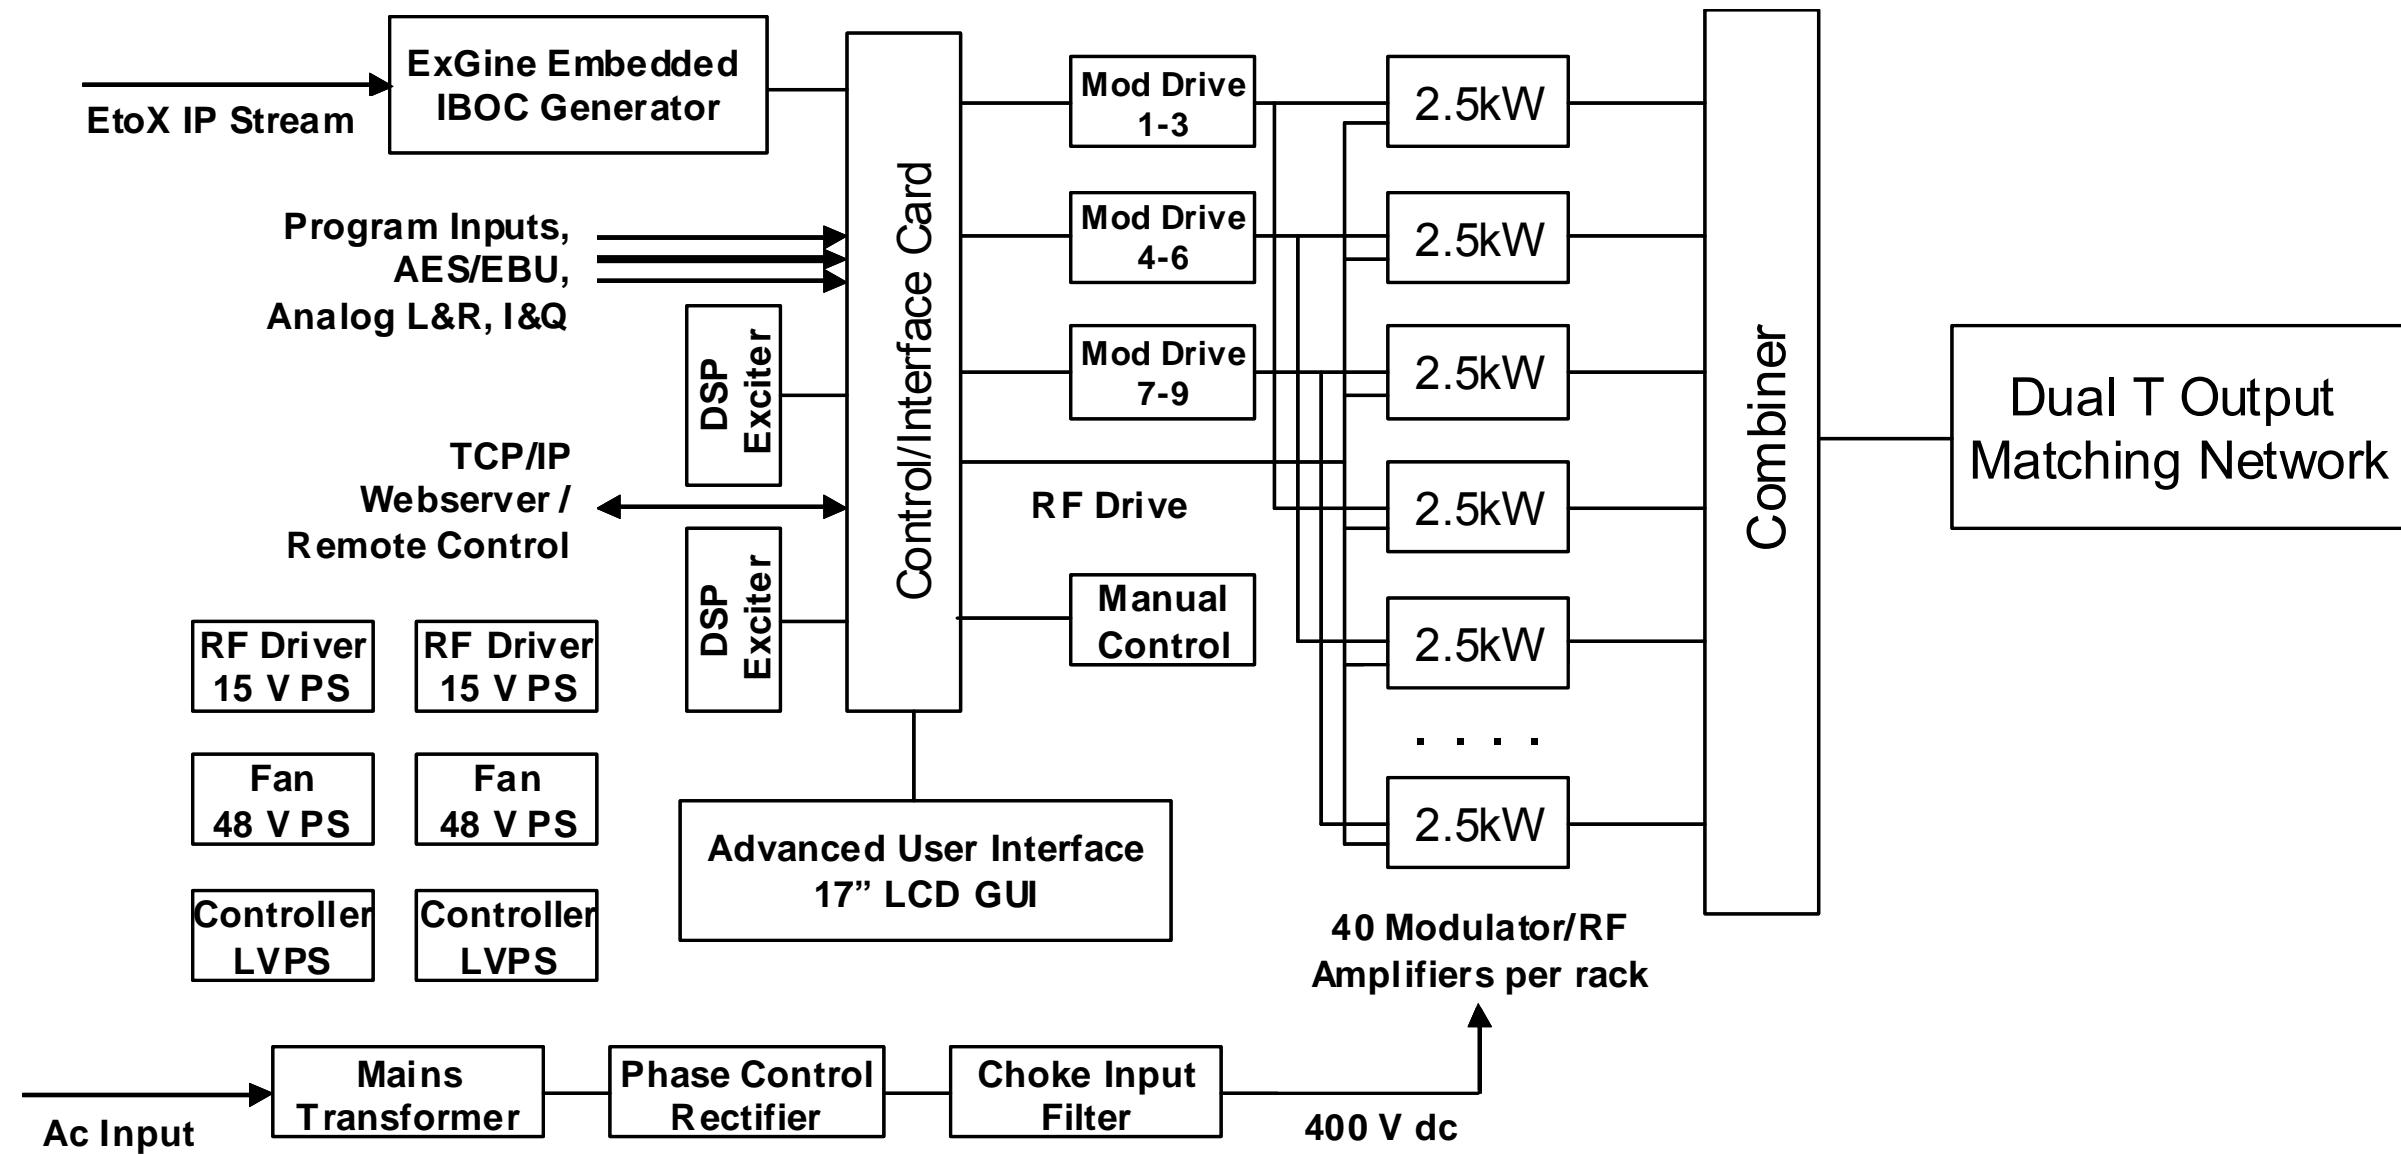 ExGine Embedded
IBOC Generator
EtoX IP Stream
Program Inputs,
AES/EBU,
Analog L&R, I&Q
DSP
Exciter
TCP/IP
Webserver /
Remote Control
DSP
Exciter
Control/Interface Card
Mod Drive
1-3
Mod Drive
4-6
Mod Drive
7-9
RF Drive
Manual
Control
2.5kW
2.5kW
2.5kW
2.5kW
2.5kW
. . . .
2.5kW
Combiner
Dual T Output
Matching Network
RF Driver
15 V PS
RF Driver
15 V PS
Fan
48 V PS
Fan
48 V PS
Controller
LVPS
Controller
LVPS
Advanced User Interface
17” LCD GUI
40 Modulator/RF
Amplifiers per rack
Ac Input
Mains
Transformer
Phase Control
Rectifier
Choke Input
Filter
400 V dc